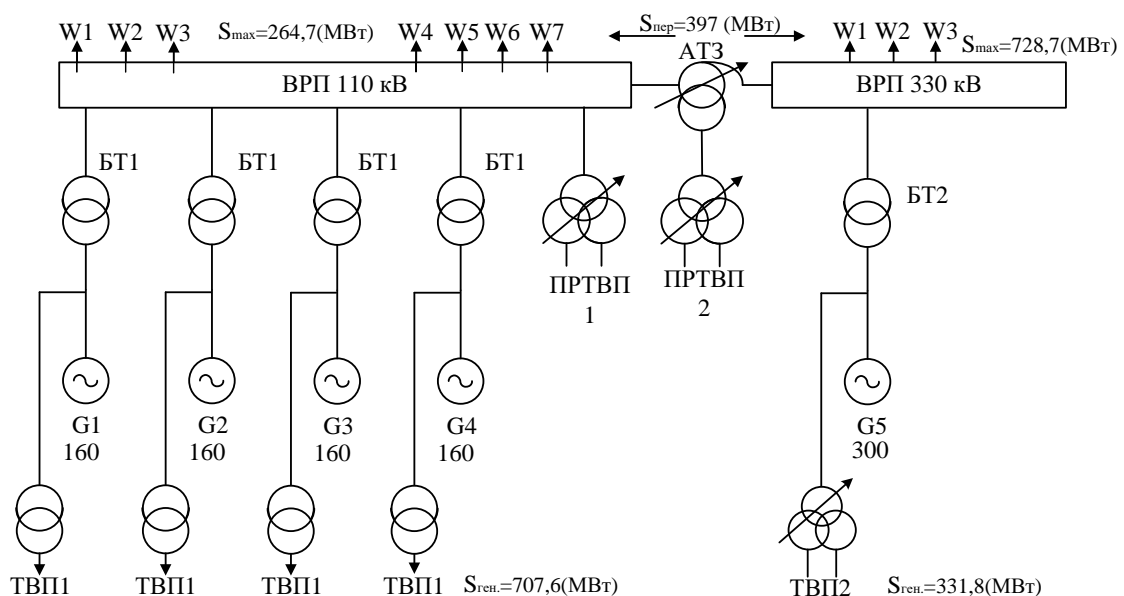 W1 W2 W3 Smax=264,7(МВт) W4 W5 W6 W7 Sпер=397 (МВт) W1 W2 W3 Smax=728,7(МВт)
АТЗ
ВРП 110 кВ ВРП 330 кВ
БТ1 БТ1 БТ1 БТ1 БТ2
ПРТВП ПРТВП
1 2
G1 G2 G3 G4 G5
160 160 160 160 300
ТВП1 ТВП1 ТВП1 ТВП1 Sген.=707,6(МВт) ТВП2 Sген.=331,8(МВт)